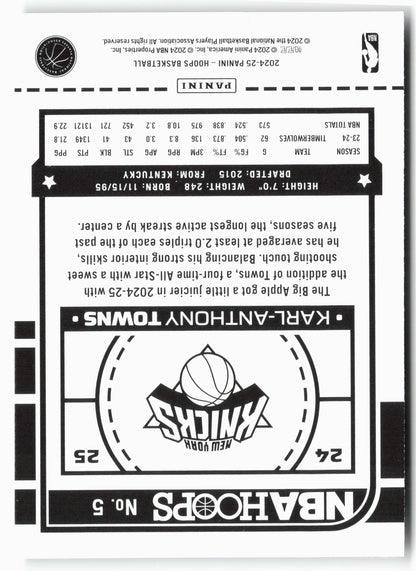 NBA HOOPS No. 5
24 25
NEW YORK
KNICKS
• KARL-ANTHONY TOWNS •
The Big Apple got a little juicier in 2024-25 with
the addition of Towns, a four-time All-Star with a sweet
shooting touch. Balancing his strong interior skills,
he has averaged at least 2.0 triples each of the past
five seasons, the longest active streak by a center.
HEIGHT: 7'0" WEIGHT: 248 BORN: 11/15/95
DRAFTED: 2015 FROM: KENTUCKY
SEASON TEAM G FG% FT% 3PM RPG APG STL BLK PTS PPG
23-24 TIMBERWOLVES 62 .504 .873 136 8.3 3.0 43 41 1349 21.8
NBA TOTALS 573 .524 .838 975 10.8 3.2 452 721 13121 22.9
PANINI
2024-25 PANINI – HOOPS BASKETBALL
© 2024 Panini America, Inc. © 2024 NBA Properties, Inc.
© 2024 the National Basketball Players Association. All rights reserved.
NBA